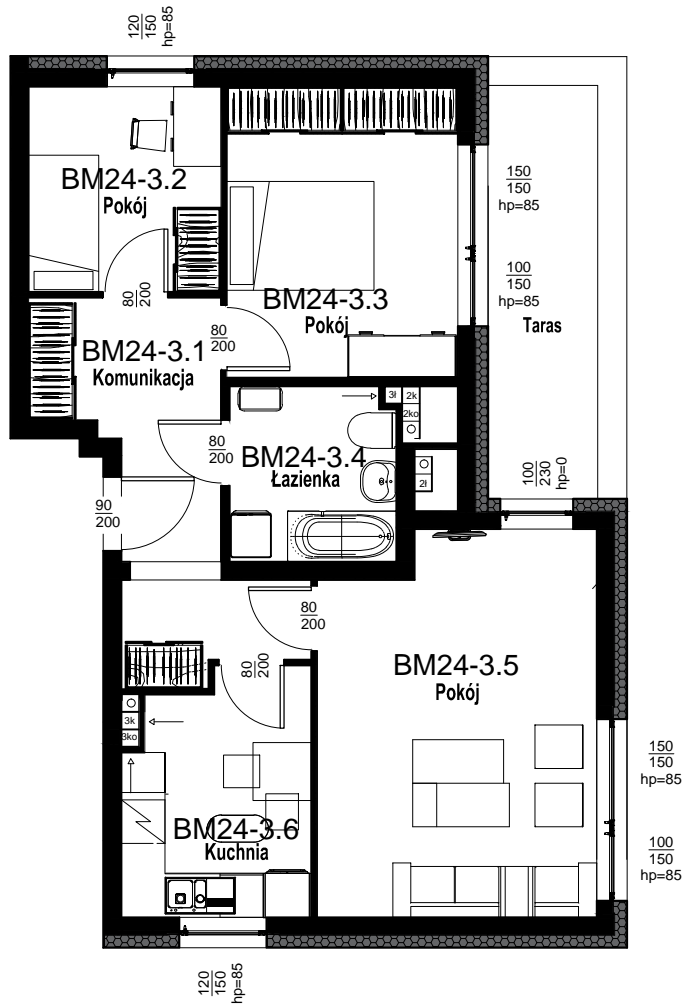 120
150
hp=85
BM24-3.2
Pokój
150
150
hp=85
100
150
hp=85
BM24-3.3
Pokój
Taras
80
200
80
200
BM24-3.1
Komunikacja
3ł
2k
2ko
80
200
BM24-3.4
Łazienka
2ł
100
230
hp=0
90
200
80
200
80
200
BM24-3.5
Pokój
3k
3ko
150
150
hp=85
BM24-3.6
Kuchnia
100
150
hp=85
120
150
hp=85